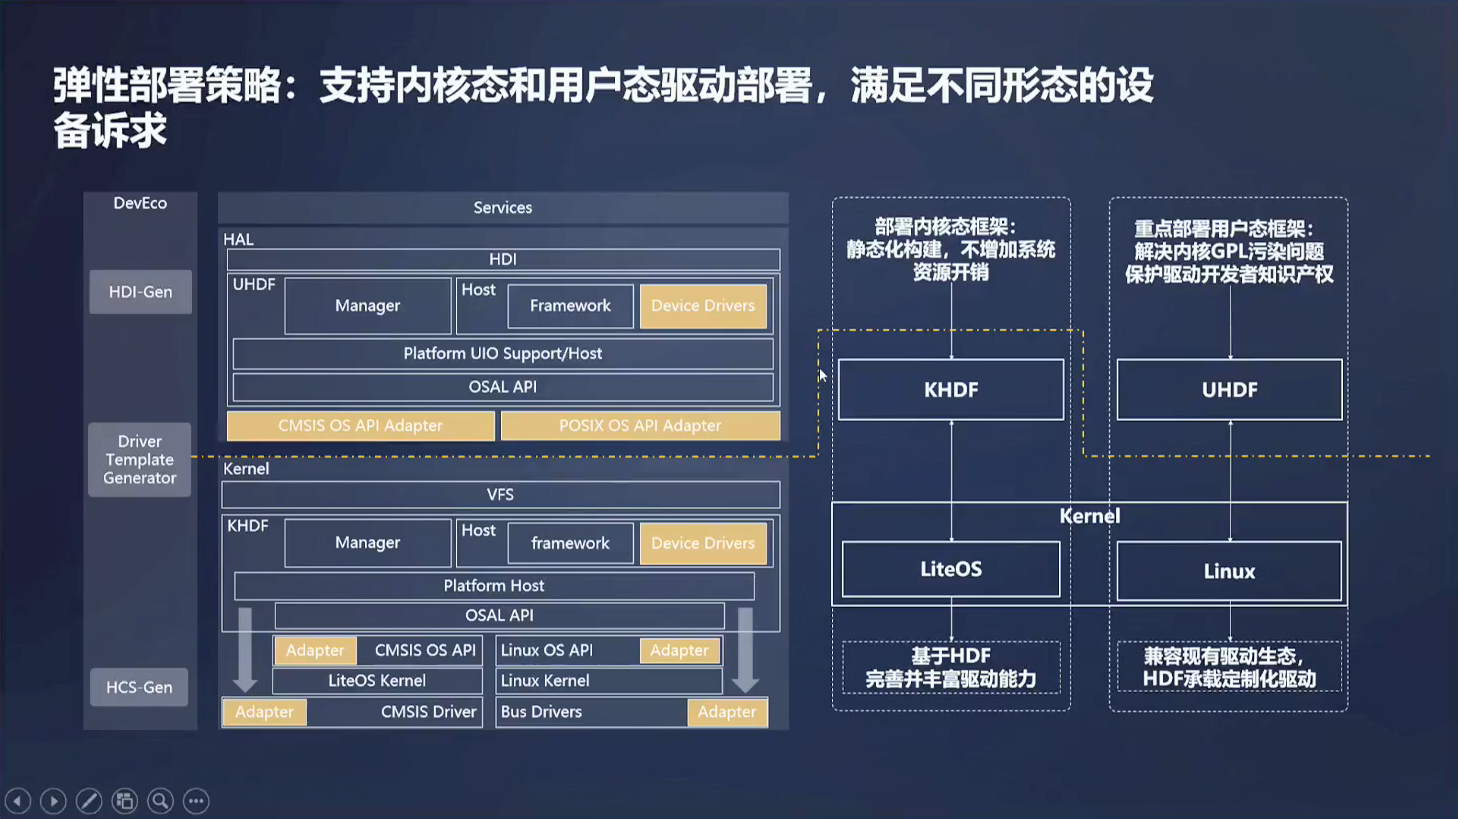 弹性部署策略：支持内核态和用户态驱动部署，满足不同形态的设
备诉求
DevEco
HDI-Gen
Driver
Template
Generator
HCS-Gen
Services
HAL
HDI
UHDF
Manager
Host
Framework
Device Drivers
Platform UIO Support/Host
OSAL API
CMSIS OS API Adapter
POSIX OS API Adapter
Kernel
VFS
KHDF
Manager
Host
framework
Device Drivers
Platform Host
OSAL API
Adapter
CMSIS OS API
Linux OS API
Adapter
LiteOS Kernel
Linux Kernel
Adapter
CMSIS Driver
Bus Drivers
Adapter
部署内核态框架：
静态化构建，不增加系统
资源开销
KHDF
重点部署用户态框架：
解决内核GPL污染问题
保护驱动开发者知识产权
UHDF
Kernel
LiteOS
Linux
基于HDF
完善并丰富驱动能力
兼容现有驱动生态，
HDF承载定制化驱动